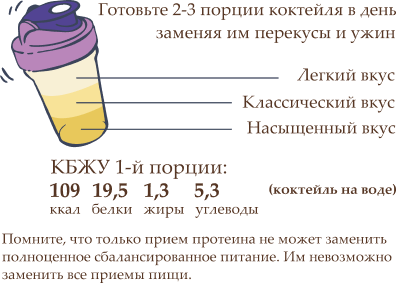 Готовьте 2-3 порции коктейля в день
заменяя им перекусы и ужин
Легкий вкус
Классический вкус
Насыщенный вкус
КБЖУ 1-й порции:
109 19,5 1,3 5,3 (коктейль на воде)
ккал белки жиры углеводы
Помните, что только прием протеина не может заменить
полноценное сбалансированное питание. Им невозможно
заменить все приемы пищи.